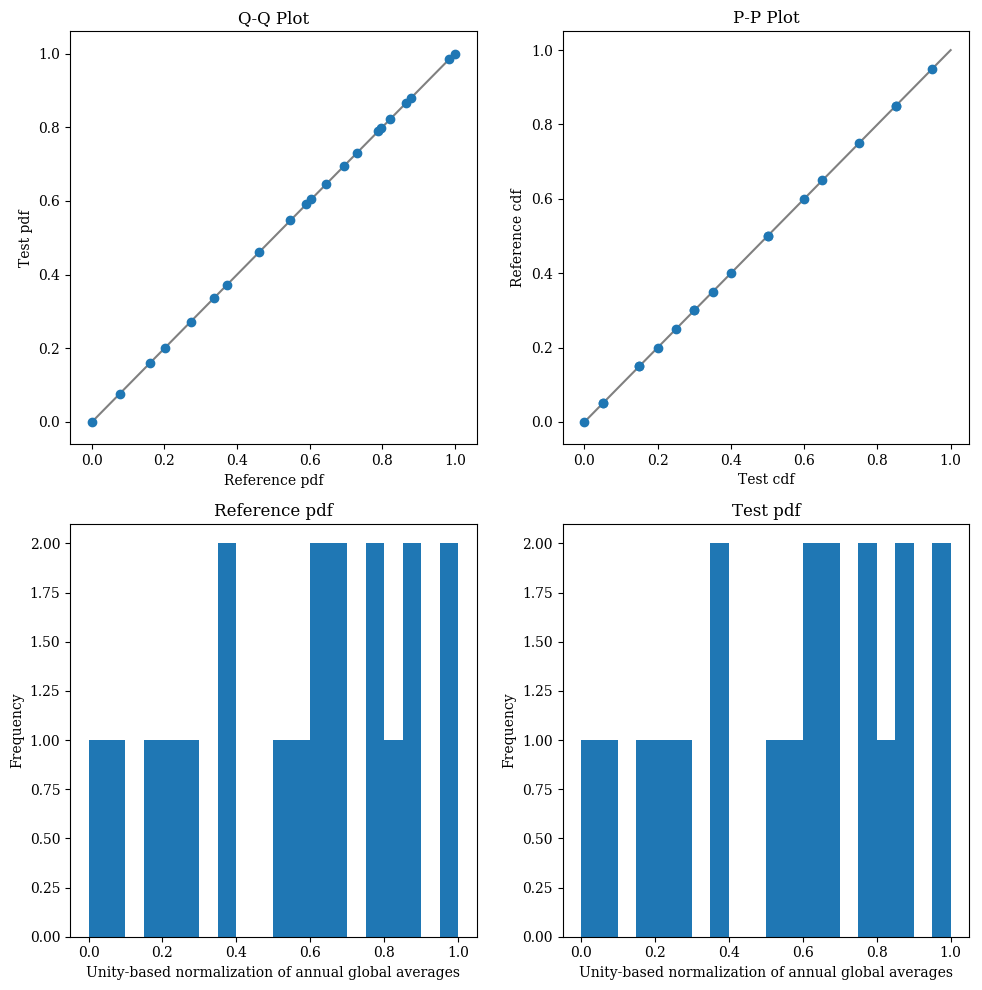 Q-Q Plot
Test pdf
1.0
0.8
0.6
0.4
0.2
0.0
0.0 0.2 0.4 0.6 0.8 1.0
Reference pdf
P-P Plot
Reference cdf
1.0
0.8
0.6
0.4
0.2
0.0
0.0 0.2 0.4 0.6 0.8 1.0
Test cdf
Reference pdf
Frequency
2.00
1.75
1.50
1.25
1.00
0.75
0.50
0.25
0.00
0.0 0.2 0.4 0.6 0.8 1.0
Unity-based normalization of annual global averages
Test pdf
Frequency
2.00
1.75
1.50
1.25
1.00
0.75
0.50
0.25
0.00
0.0 0.2 0.4 0.6 0.8 1.0
Unity-based normalization of annual global averages